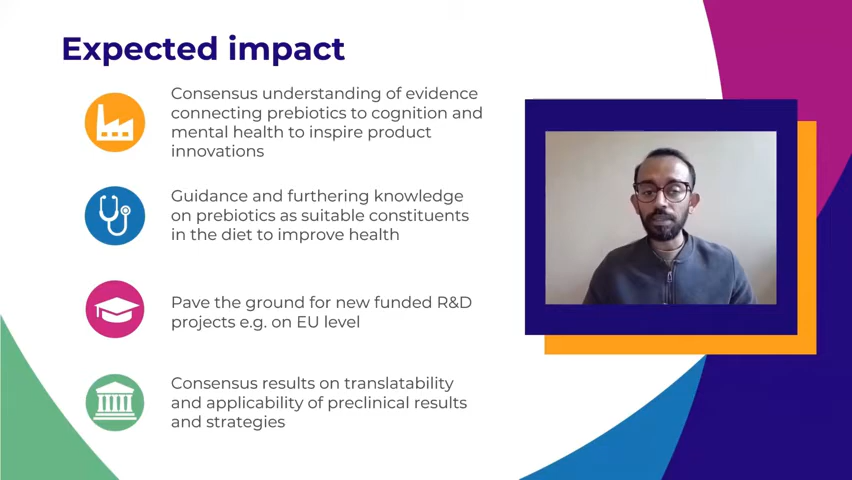 Expected impact
Consensus understanding of evidence
connecting prebiotics to cognition and
mental health to inspire product
innovations
Guidance and furthering knowledge
on prebiotics as suitable constituents
in the diet to improve health
Pave the ground for new funded R&D
projects e.g. on EU level
Consensus results on translatability
and applicability of preclinical results
and strategies